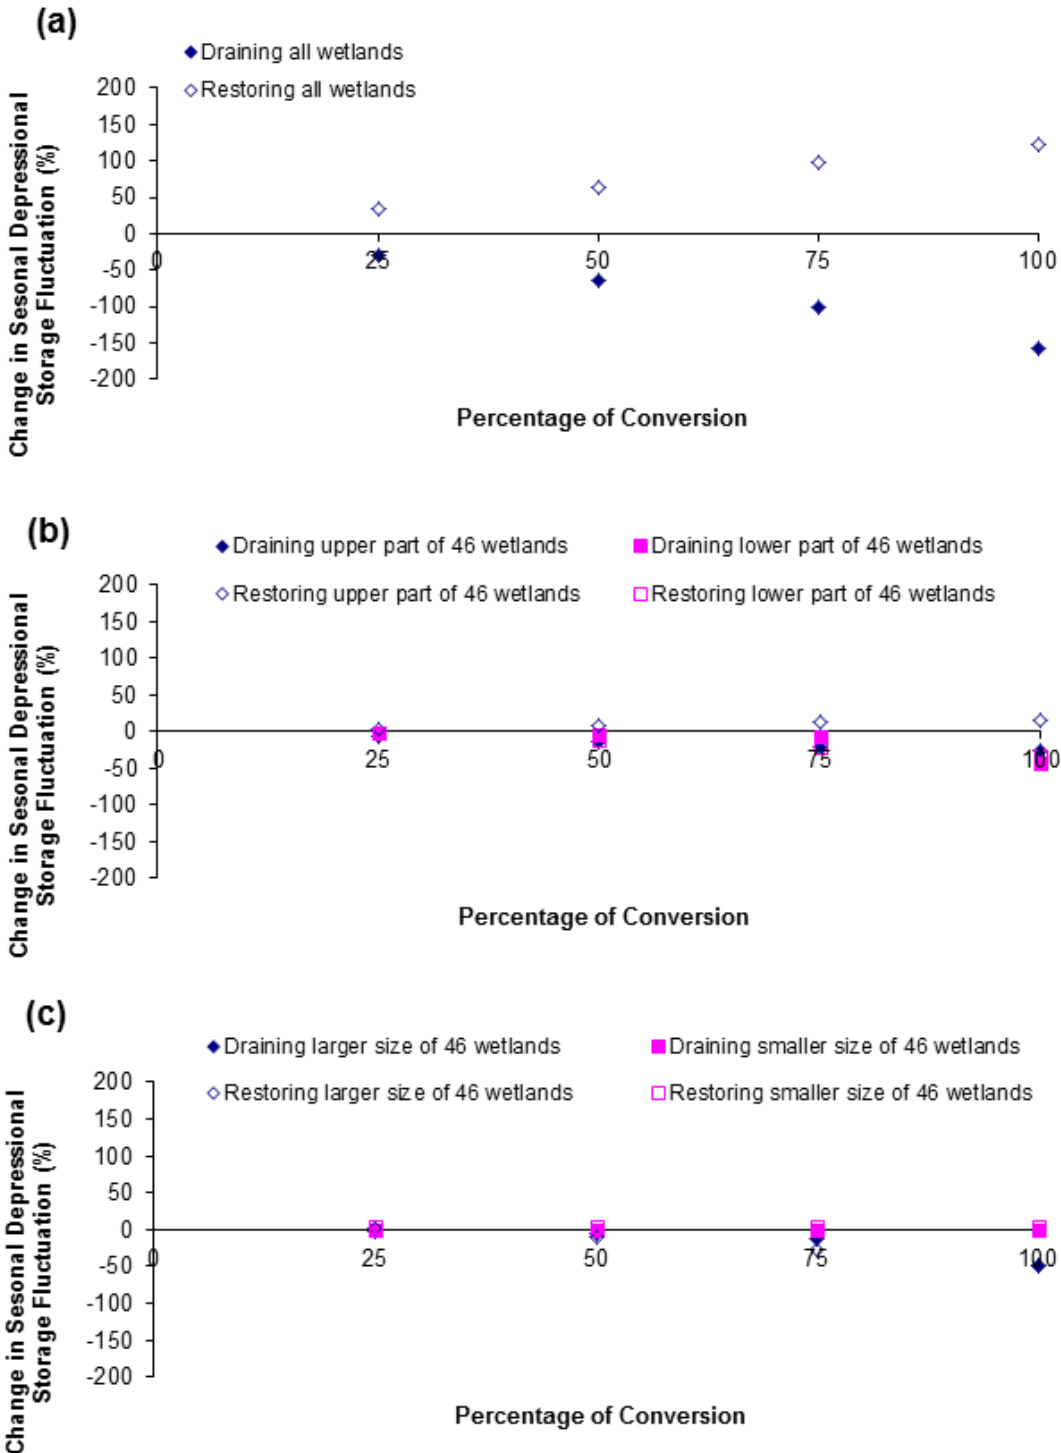 (a)
Draining all wetlands
Restoring all wetlands
200
150
100
50
0
-50
-100
-150
-200
0
25
50
75
100
Change in Sesonal Depressional
Storage Fluctuation (%)
Percentage of Conversion
(b)
Draining upper part of 46 wetlands
Draining lower part of 46 wetlands
Restoring upper part of 46 wetlands
Restoring lower part of 46 wetlands
200
150
100
50
0
-50
-100
-150
-200
0
25
50
75
100
Change in Sesonal Depressional
Storage Fluctuation (%)
Percentage of Conversion
(c)
Draining larger size of 46 wetlands
Draining smaller size of 46 wetlands
Restoring larger size of 46 wetlands
Restoring smaller size of 46 wetlands
200
150
100
50
0
-50
-100
-150
-200
0
25
50
75
100
Change in Sesonal Depressional
Storage Fluctuation (%)
Percentage of Conversion